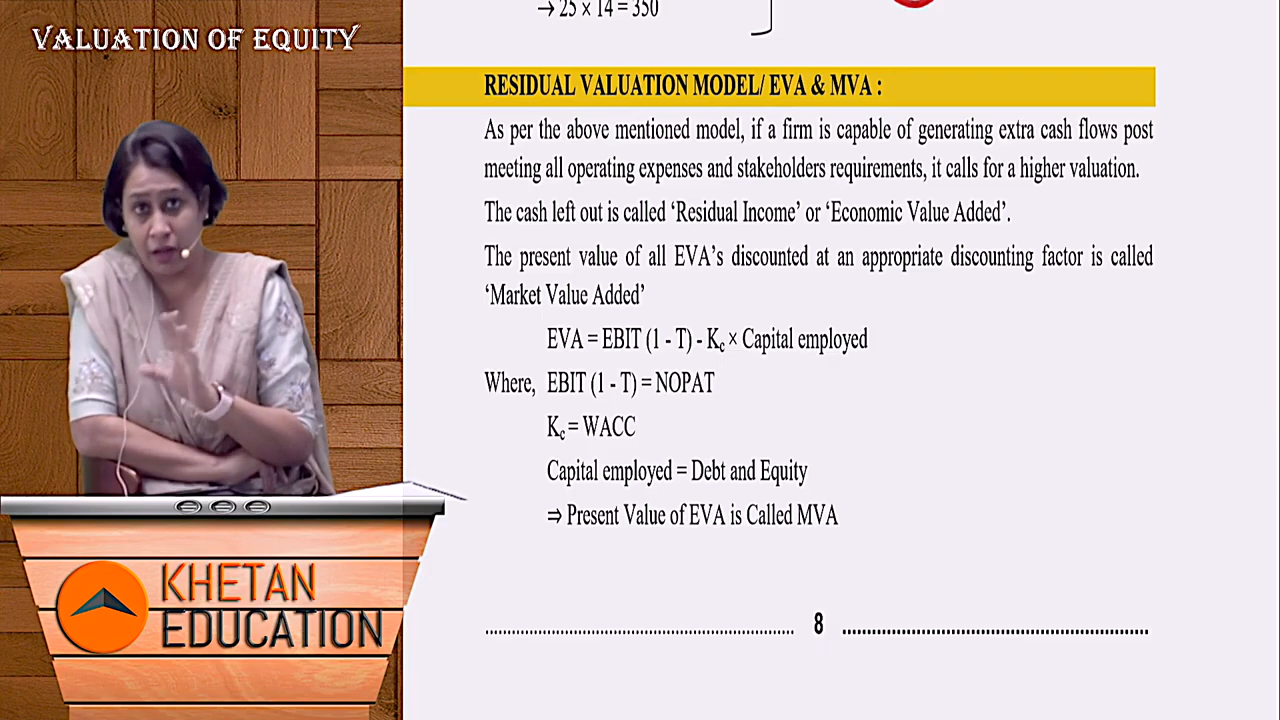 VALUATION OF EQUITY
→ 25 × 14 = 350
RESIDUAL VALUATION MODEL/ EVA & MVA :
As per the above mentioned model, if a firm is capable of generating extra cash flows post
meeting all operating expenses and stakeholders requirements, it calls for a higher valuation.
The cash left out is called ‘Residual Income’ or ‘Economic Value Added’.
The present value of all EVA’s discounted at an appropriate discounting factor is called
‘Market Value Added’
EVA = EBIT (1 - T) - Kc × Capital employed
Where, EBIT (1 - T) = NOPAT
Kc = WACC
Capital employed = Debt and Equity
⇒ Present Value of EVA is Called MVA
8
KHETAN
EDUCATION